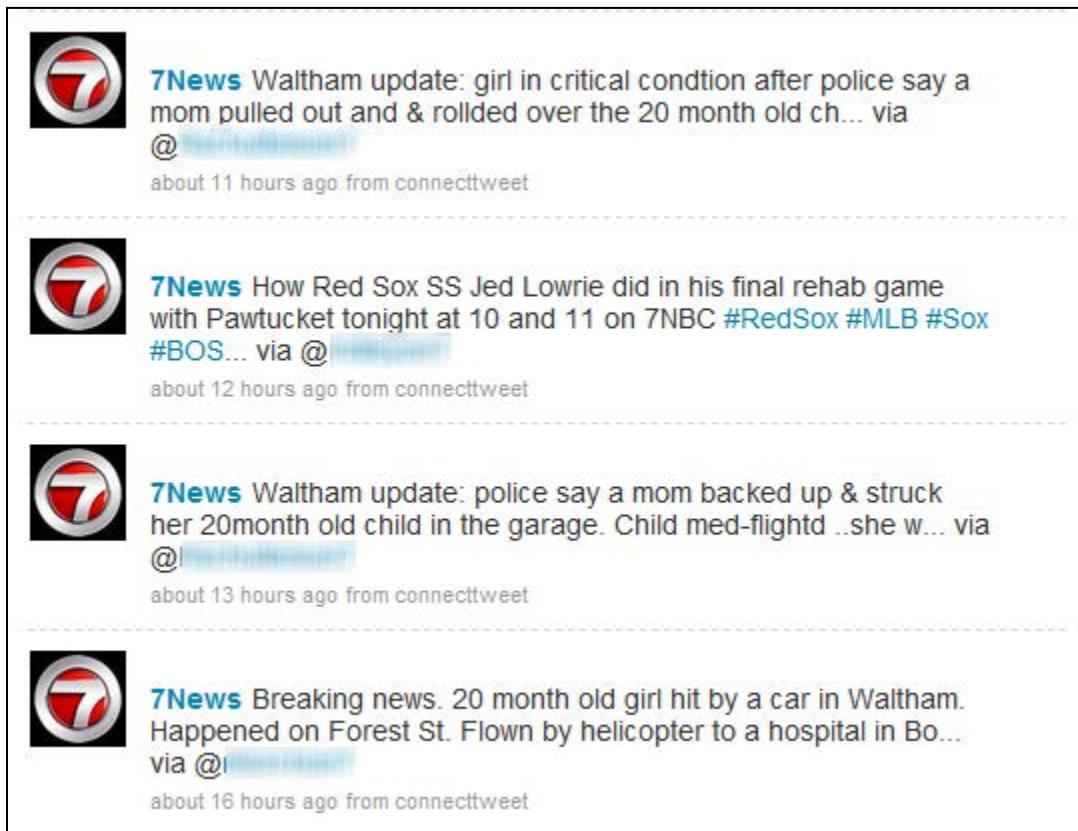 7News Waltham update: girl in critical condtion after police say a
mom pulled out and & rollded over the 20 month old ch... via
@
about 11 hours ago from connecttweet
7News How Red Sox SS Jed Lowrie did in his final rehab game
with Pawtucket tonight at 10 and 11 on 7NBC #RedSox #MLB #Sox
#BOS... via @
about 12 hours ago from connecttweet
7News Waltham update: police say a mom backed up & struck
her 20month old child in the garage. Child med-flightd ..she w... via
@
about 13 hours ago from connecttweet
7News Breaking news. 20 month old girl hit by a car in Waltham.
Happened on Forest St. Flown by helicopter to a hospital in Bo...
via @
about 16 hours ago from connecttweet